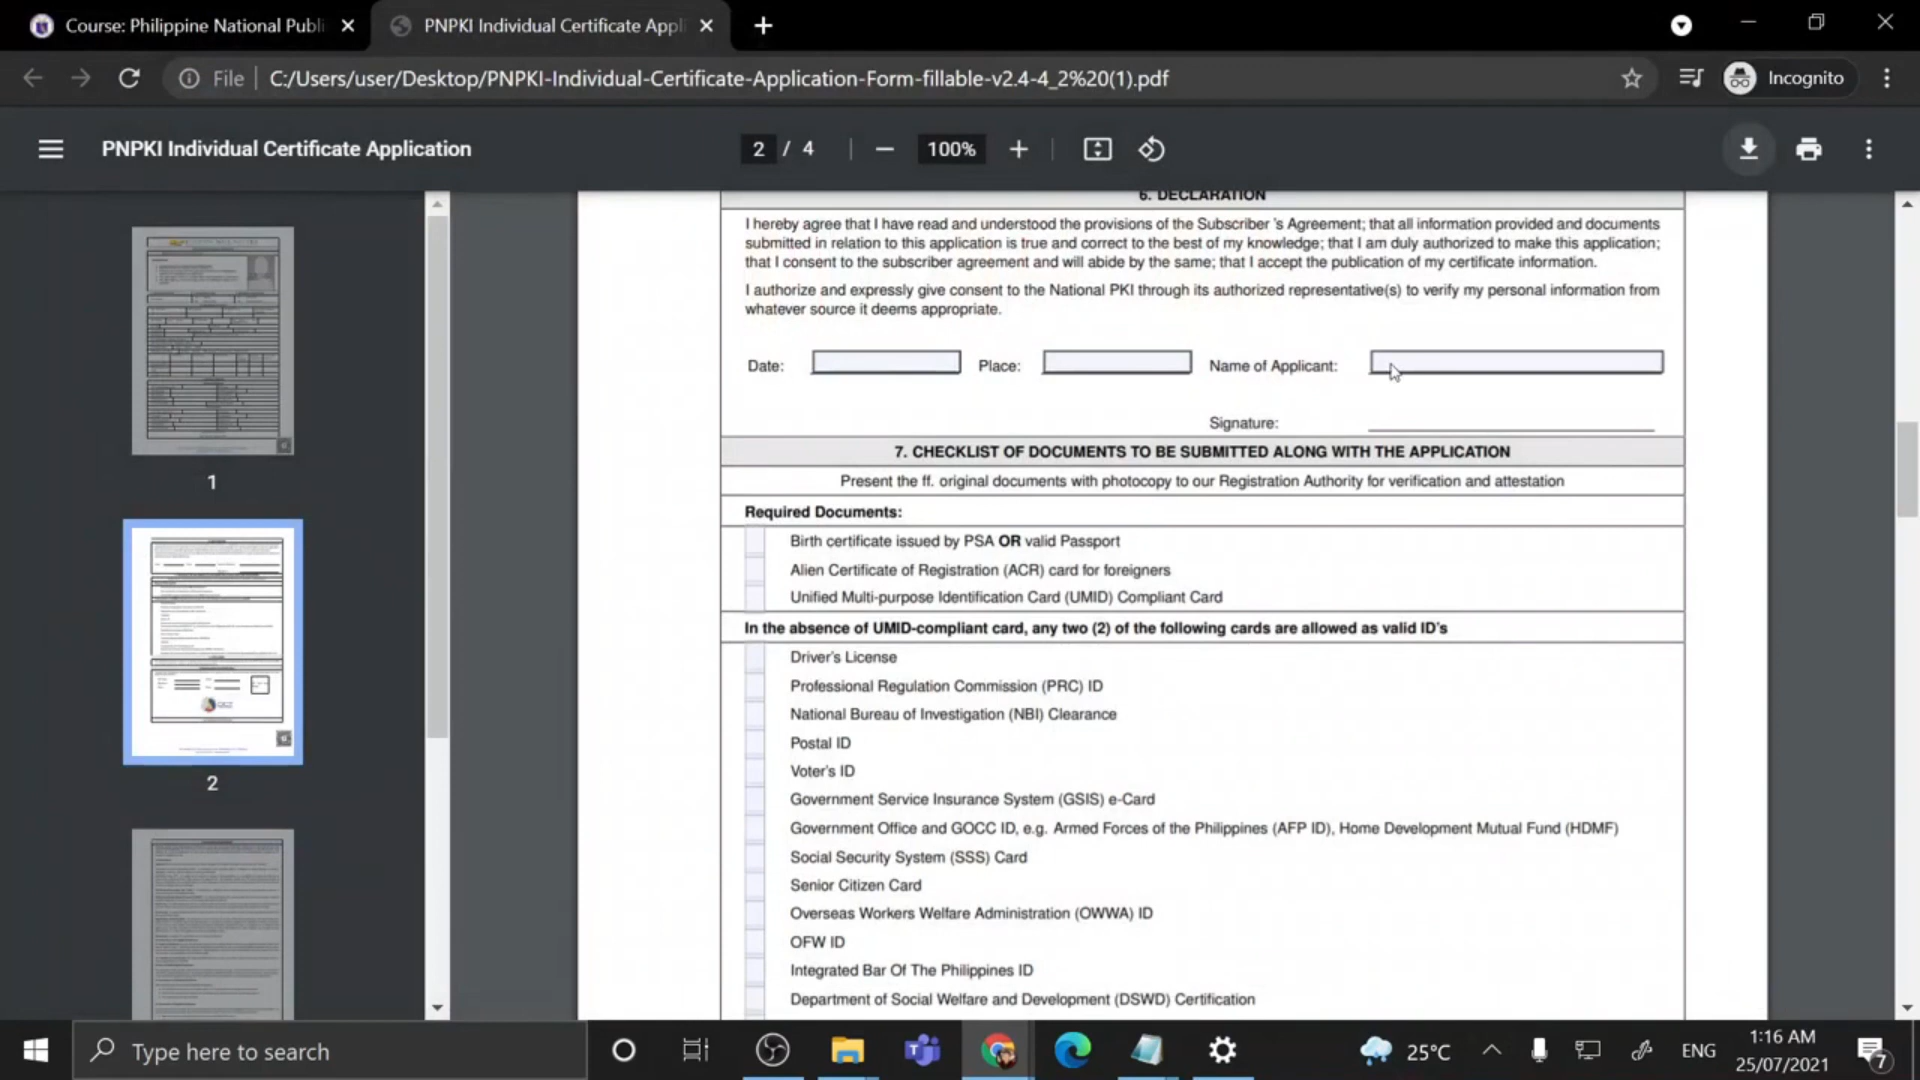 Course: Philippine National Publi
PNPKI Individual Certificate Appli
File
C:/Users/user/Desktop/PNPKI-Individual-Certificate-Application-Form-fillable-v2.4-4_2%20(1).pdf
Incognito
PNPKI Individual Certificate Application
2 / 4
100%
1
2
6. DECLARATION
I hereby agree that I have read and understood the provisions of the Subscriber 's Agreement; that all information provided and documents
submitted in relation to this application is true and correct to the best of my knowledge; that I am duly authorized to make this application;
that I consent to the subscriber agreement and will abide by the same; that I accept the publication of my certificate information.
I authorize and expressly give consent to the National PKI through its authorized representative(s) to verify my personal information from
whatever source it deems appropriate.
Date: Place: Name of Applicant:
Signature:
7. CHECKLIST OF DOCUMENTS TO BE SUBMITTED ALONG WITH THE APPLICATION
Present the ff. original documents with photocopy to our Registration Authority for verification and attestation
Required Documents:
Birth certificate issued by PSA OR valid Passport
Alien Certificate of Registration (ACR) card for foreigners
Unified Multi-purpose Identification Card (UMID) Compliant Card
In the absence of UMID-compliant card, any two (2) of the following cards are allowed as valid ID's
Driver's License
Professional Regulation Commission (PRC) ID
National Bureau of Investigation (NBI) Clearance
Postal ID
Voter's ID
Government Service Insurance System (GSIS) e-Card
Government Office and GOCC ID, e.g. Armed Forces of the Philippines (AFP ID), Home Development Mutual Fund (HDMF)
Social Security System (SSS) Card
Senior Citizen Card
Overseas Workers Welfare Administration (OWWA) ID
OFW ID
Integrated Bar Of The Philippines ID
Department of Social Welfare and Development (DSWD) Certification
Type here to search
25°C
ENG
1:16 AM
25/07/2021
7